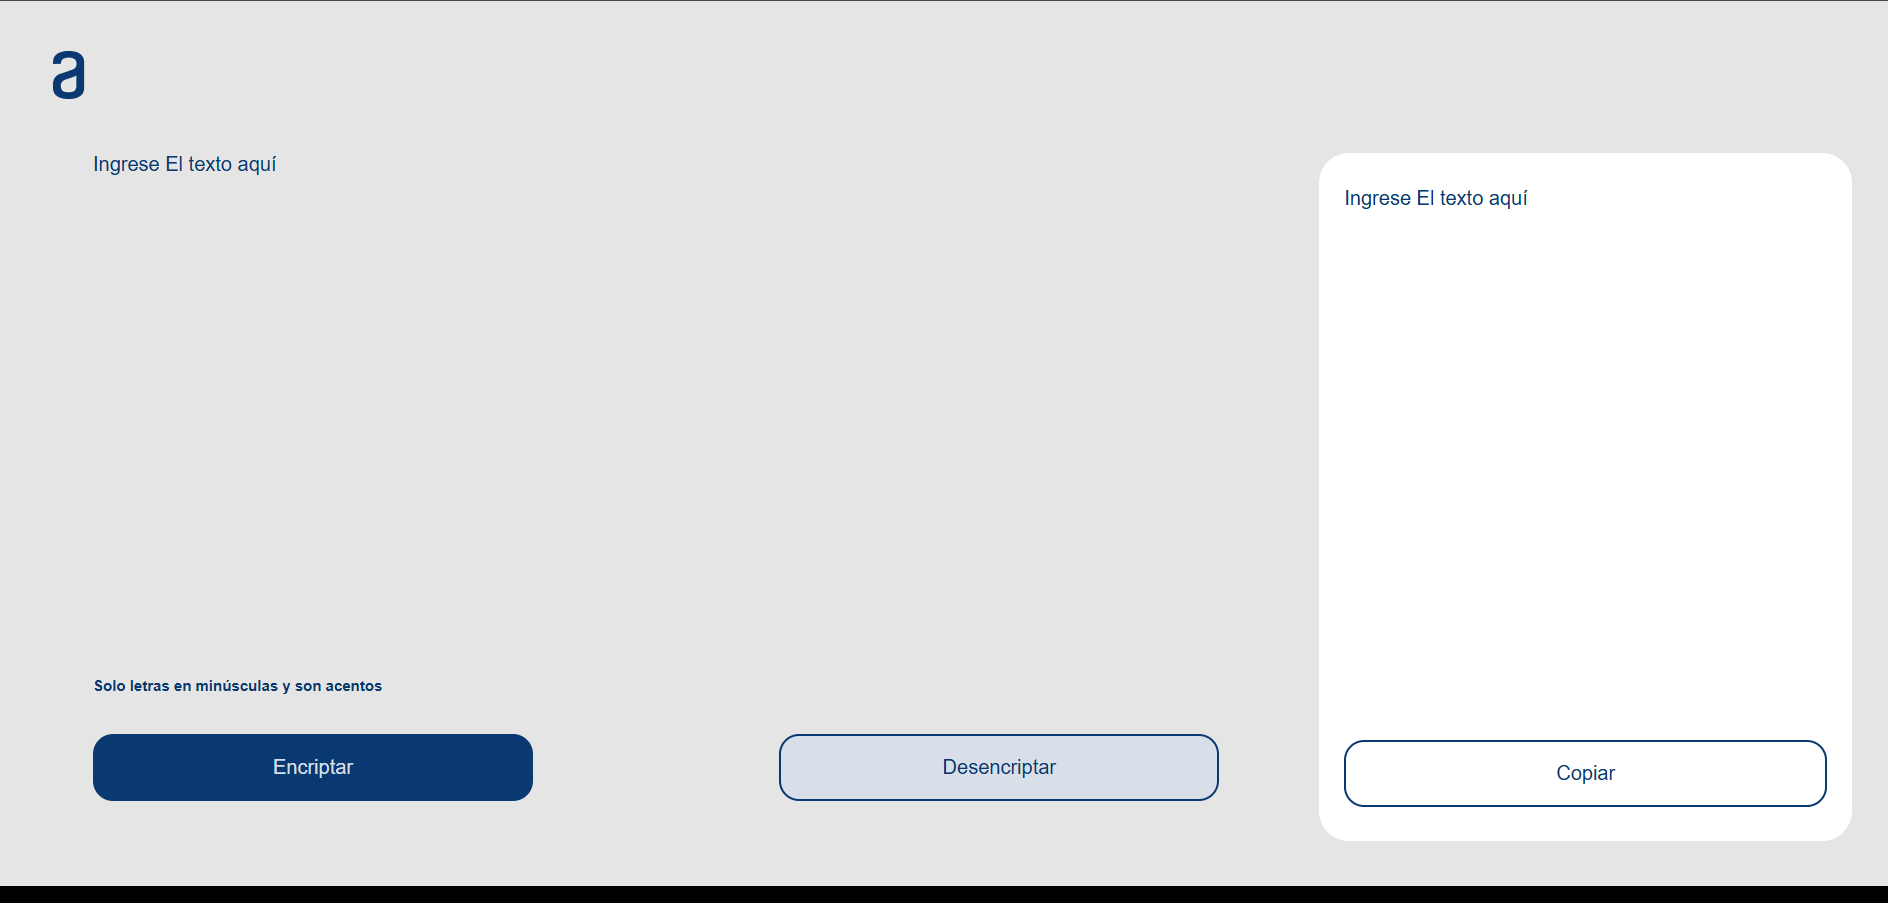 a
Ingrese El texto aquí
Solo letras en minúsculas y son acentos
Encriptar
Desencriptar
Ingrese El texto aquí
Copiar